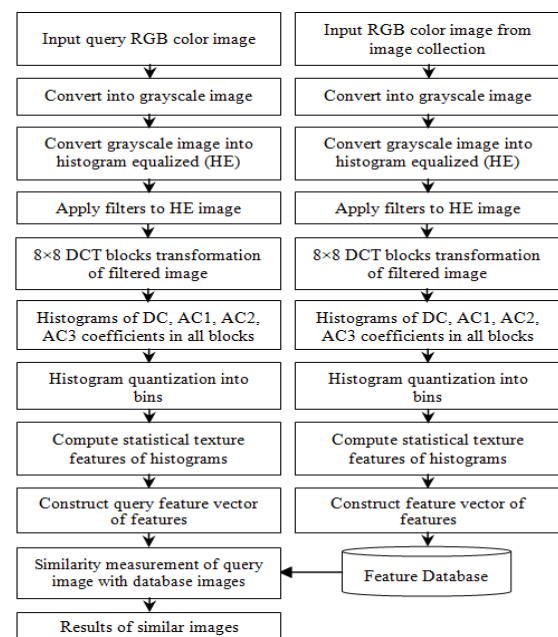 Input query RGB color image
Convert into grayscale image
Convert grayscale image into
histogram equalized (HE)
Apply filters to HE image
8×8 DCT blocks transformation
of filtered image
Histograms of DC, AC1, AC2,
AC3 coefficients in all blocks
Histogram quantization into
bins
Compute statistical texture
features of histograms
Construct query feature vector
of features
Similarity measurement of query
image with database images
Results of similar images
Input RGB color image from
image collection
Convert into grayscale image
Convert grayscale image into
histogram equalized (HE)
Apply filters to HE image
8×8 DCT blocks transformation
of filtered image
Histograms of DC, AC1, AC2,
AC3 coefficients in all blocks
Histogram quantization into
bins
Compute statistical texture
features of histograms
Construct feature vector of
features
Feature Database